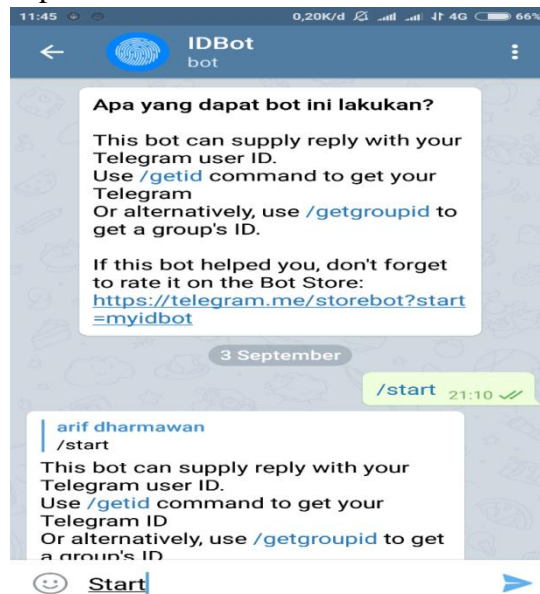 11:45 0,20K/d 4G 66%
IDBot
bot
Apa yang dapat bot ini lakukan?
This bot can supply reply with your
Telegram user ID.
Use /getid command to get your
Telegram
Or alternatively, use /getgroupid to
get a group's ID.
If this bot helped you, don't forget
to rate it on the Bot Store:
https://telegram.me/storebot?start
=myidbot
3 September
/start 21:10
arif dharmawan
/start
This bot can supply reply with your
Telegram user ID.
Use /getid command to get your
Telegram ID
Or alternatively, use /getgroupid to get
a group's ID
Start